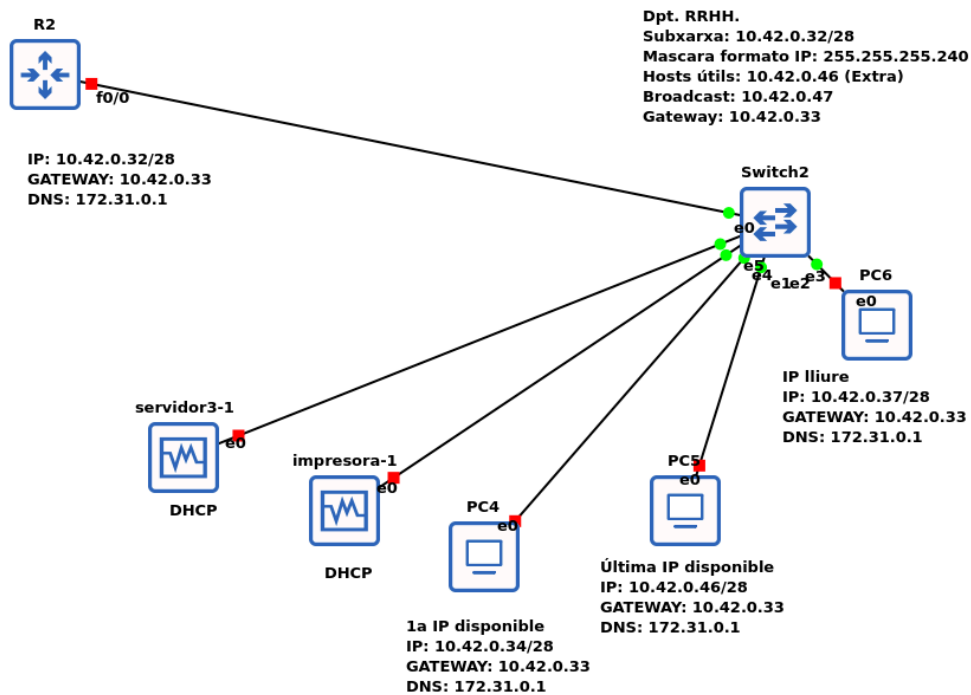 R2
f0/0
IP: 10.42.0.32/28
GATEWAY: 10.42.0.33
DNS: 172.31.0.1
Dpt. RRHH.
Subxarxa: 10.42.0.32/28
Mascara formato IP: 255.255.255.240
Hosts útils: 10.42.0.46 (Extra)
Broadcast: 10.42.0.47
Gateway: 10.42.0.33
Switch2
e0
e5
e4
e1
e2
e3
PC6
e0
IP lliure
IP: 10.42.0.37/28
GATEWAY: 10.42.0.33
DNS: 172.31.0.1
servidor3-1
e0
DHCP
impresora-1
e0
DHCP
PC4
e0
1a IP disponible
IP: 10.42.0.34/28
GATEWAY: 10.42.0.33
DNS: 172.31.0.1
PC5
e0
Última IP disponible
IP: 10.42.0.46/28
GATEWAY: 10.42.0.33
DNS: 172.31.0.1